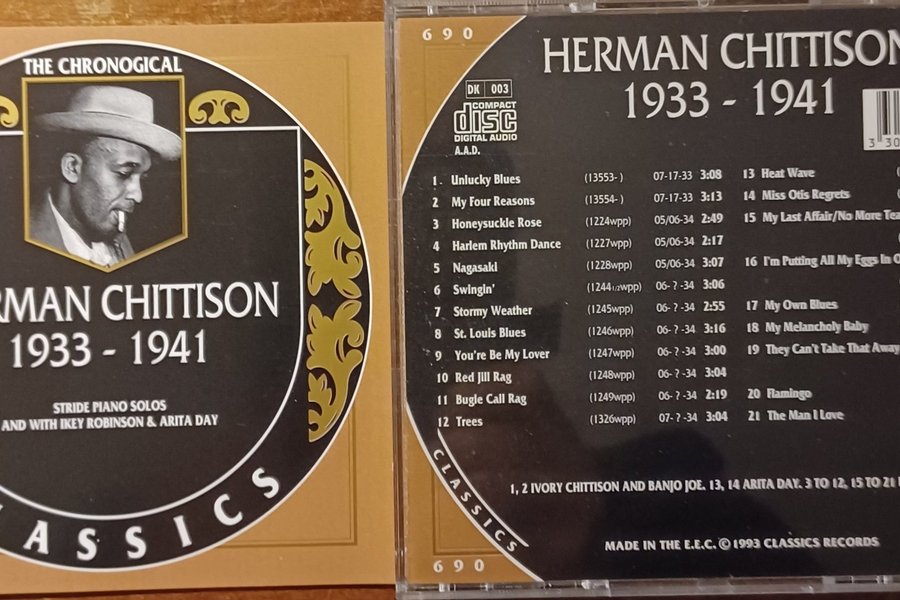 THE CHRONOGICAL
RMAN CHITTISON
1933 - 1941
STRIDE PIANO SOLOS
AND WITH IKEY ROBINSON & ARITA DAY
ASSICS
690
HERMAN CHITTISON
1933 - 1941
DK 003
COMPACT
disc
DIGITAL AUDIO
A.A.D.
3 30
1 Unlucky Blues (13553- ) 07-17-33 3:08
2 My Four Reasons (13554- ) 07-17-33 3:13
3 Honeysuckle Rose (1224wpp) 05/06-34 2:49
4 Harlem Rhythm Dance (1227wpp) 05/06-34 2:17
5 Nagasaki (1228wpp) 05/06-34 3:07
6 Swingin' (1244 1/2wpp) 06- ? -34 3:06
7 Stormy Weather (1245wpp) 06- ? -34 2:55
8 St. Louis Blues (1246wpp) 06- ? -34 3:16
9 You're Be My Lover (1247wpp) 06- ? -34 3:00
10 Red Jill Rag (1248wpp) 06- ? -34 3:04
11 Bugle Call Rag (1249wpp) 06- ? -34 2:19
12 Trees (1326wpp) 07- ? -34 3:04
13 Heat Wave
14 Miss Otis Regrets
15 My Last Affair/No More Tea
16 I'm Putting All My Eggs In O
17 My Own Blues
18 My Melancholy Baby
19 They Can't Take That Away
20 Flamingo
21 The Man I Love
1, 2 IVORY CHITTISON AND BANJO JOE. 13, 14 ARITA DAY. 3 TO 12, 15 TO 21
CLASSICS
MADE IN THE E.E.C. © 1993 CLASSICS RECORDS
690